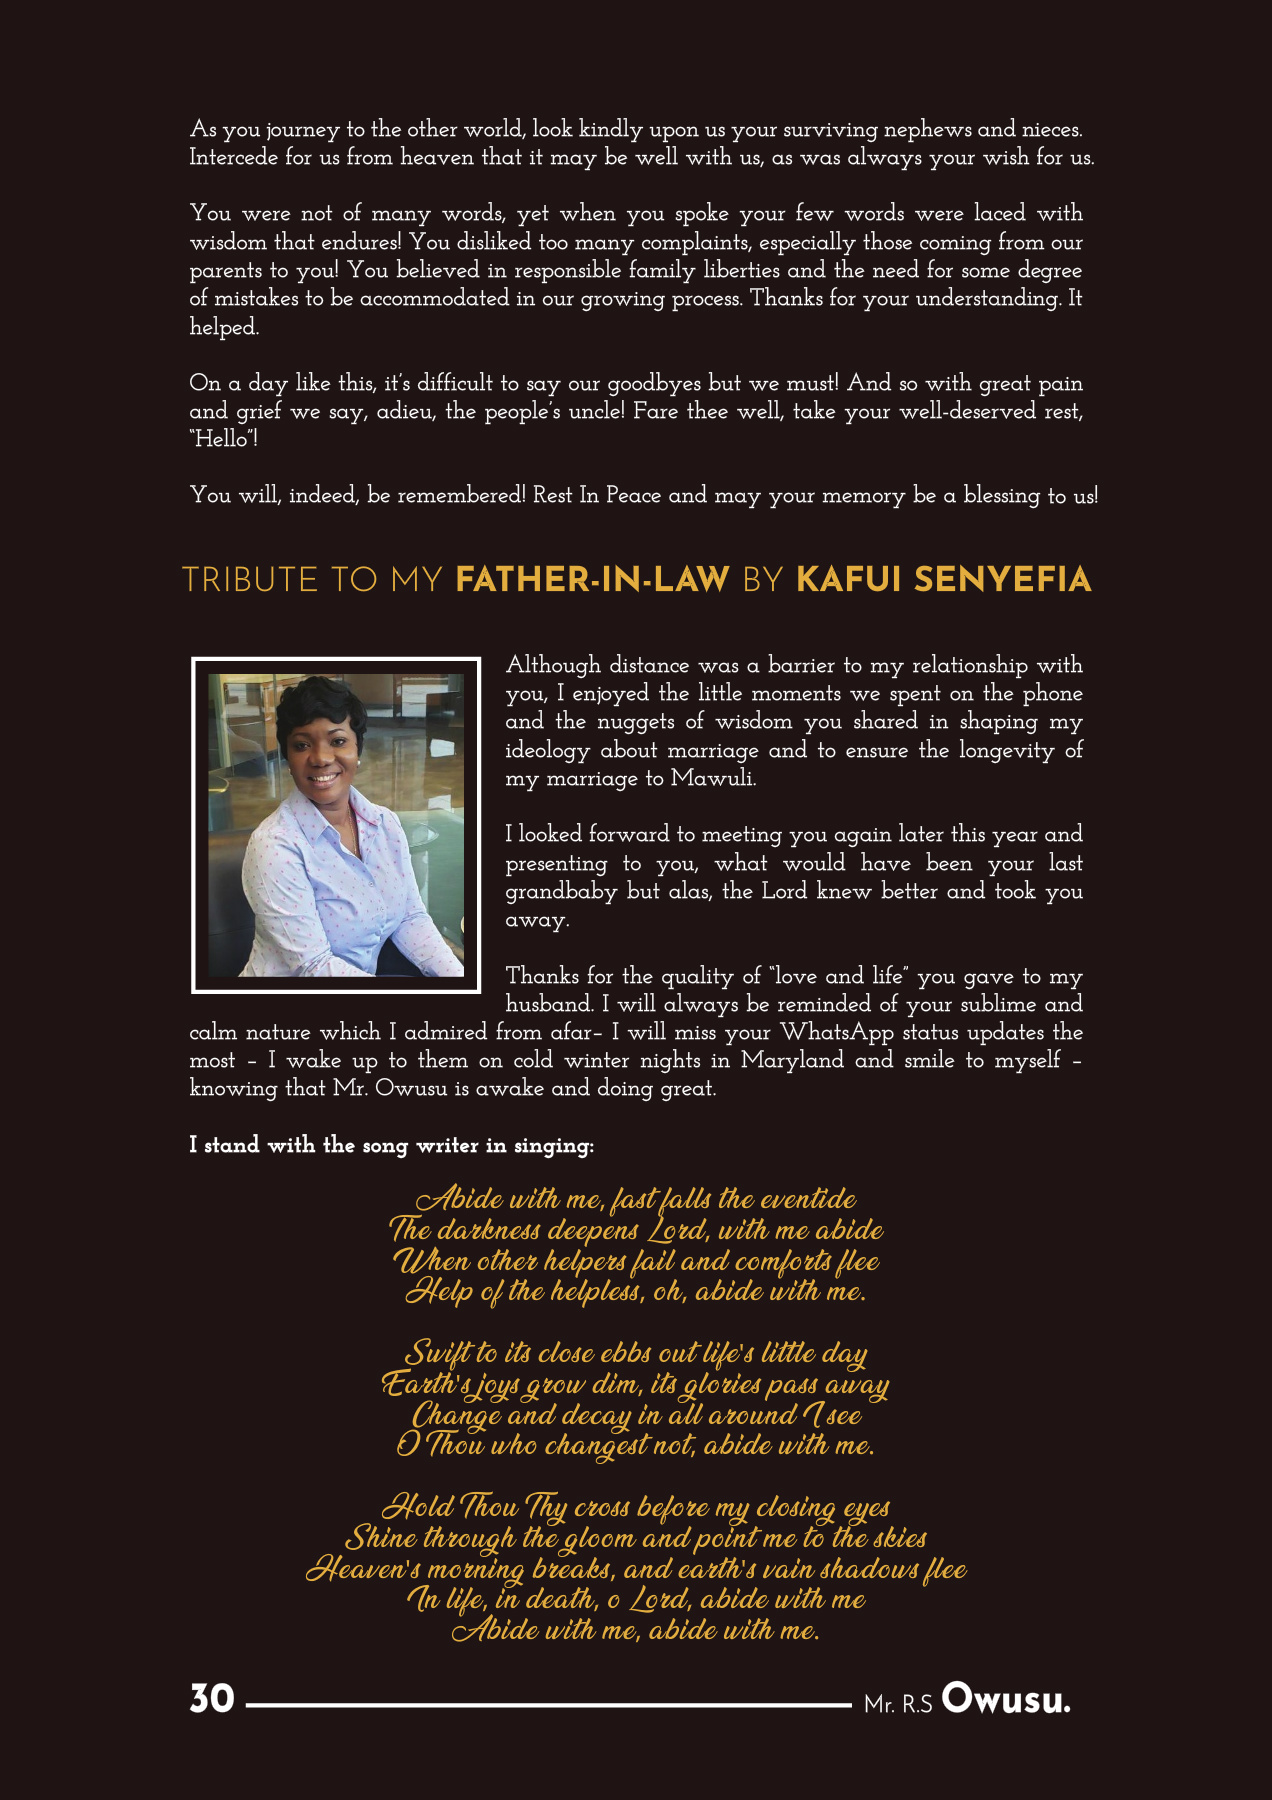 As you journey to the other world, look kindly upon us your surviving nephews and nieces.
Intercede for us from heaven that it may be well with us, as was always your wish for us.
You were not of many words, yet when you spoke your few words were laced with
wisdom that endures! You disliked too many complaints, especially those coming from our
parents to you! You believed in responsible family liberties and the need for some degree
of mistakes to be accommodated in our growing process. Thanks for your understanding. It
helped.
On a day like this, it's difficult to say our goodbyes but we must! And so with great pain
and grief we say, adieu, the people's uncle! Fare thee well, take your well-deserved rest,
“Hello”!
You will, indeed, be remembered! Rest In Peace and may your memory be a blessing to us!
TRIBUTE TO MY FATHER-IN-LAW BY KAFUI SENYEFIA
Although distance was a barrier to my relationship with
you, I enjoyed the little moments we spent on the phone
and the nuggets of wisdom you shared in shaping my
ideology about marriage and to ensure the longevity of
my marriage to Mawuli.
I looked forward to meeting you again later this year and
presenting to you, what would have been your last
grandbaby but alas, the Lord knew better and took you
away.
Thanks for the quality of “love and life” you gave to my
husband. I will always be reminded of your sublime and
calm nature which I admired from afar– I will miss your WhatsApp status updates the
most – I wake up to them on cold winter nights in Maryland and smile to myself –
knowing that Mr. Owusu is awake and doing great.
I stand with the song writer in singing:
Abide with me, fast falls the eventide
The darkness deepens Lord, with me abide
When other helpers fail and comforts flee
Help of the helpless, oh, abide with me.
Swift to its close ebbs out life's little day
Earth's joys grow dim, its glories pass away
Change and decay in all around I see
O Thou who changest not, abide with me.
Hold Thou Thy cross before my closing eyes
Shine through the gloom and point me to the skies
Heaven's morning breaks, and earth's vain shadows flee
In life, in death, o Lord, abide with me
Abide with me, abide with me.
30 Mr. R.S Owusu.